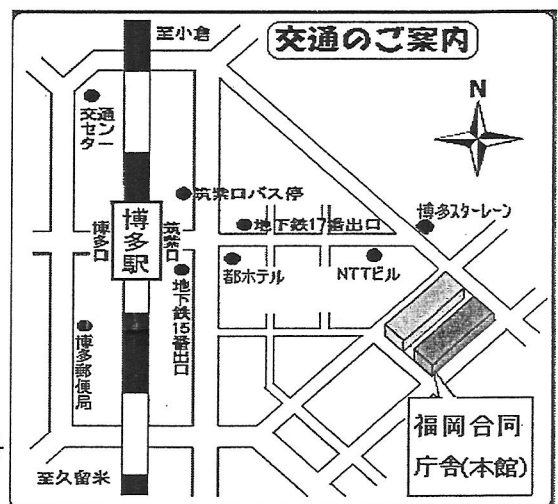 至小倉
交通のご案内
交通センター
N
筑紫口バス停
地下鉄17番出口
博多スターレーン
博多口
博多駅
筑紫口
都ホテル
NTTビル
地下鉄15番出口
博多郵便局
福岡合同
庁舎(本館)
至久留米